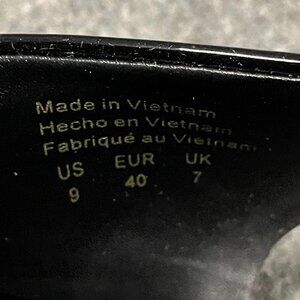 Made in Vietnam
Hecho en Vietnam
Fabriqué au Vietnam
US EUR UK
9 40 7